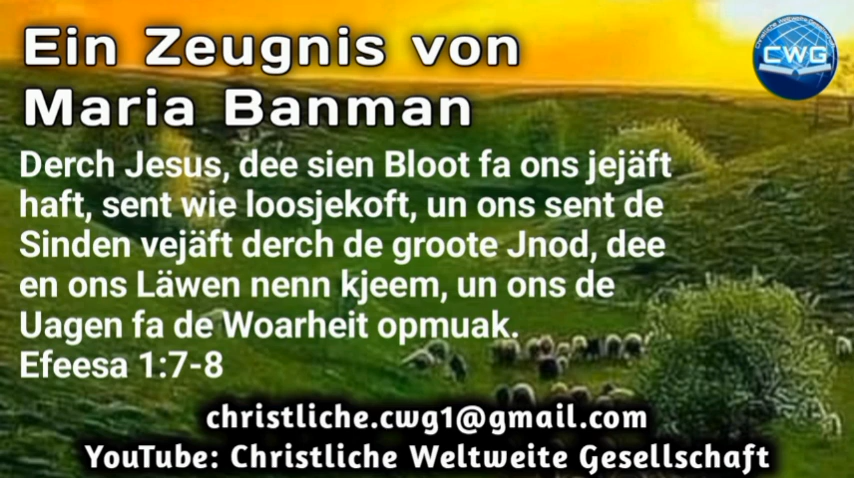 Ein Zeugnis von
Maria Banman
CWG
Derch Jesus, dee sien Bloot fa ons jejäft
haft, sent wie loosjekoft, un ons sent de
Sinden vejäft derch de groote Jnod, dee
en ons Läwen nenn kjeem, un ons de
Uagen fa de Woarheit opmuak.
Efeesa 1:7-8
christliche.cwg1@gmail.com
YouTube: Christliche Weltweite Gesellschaft